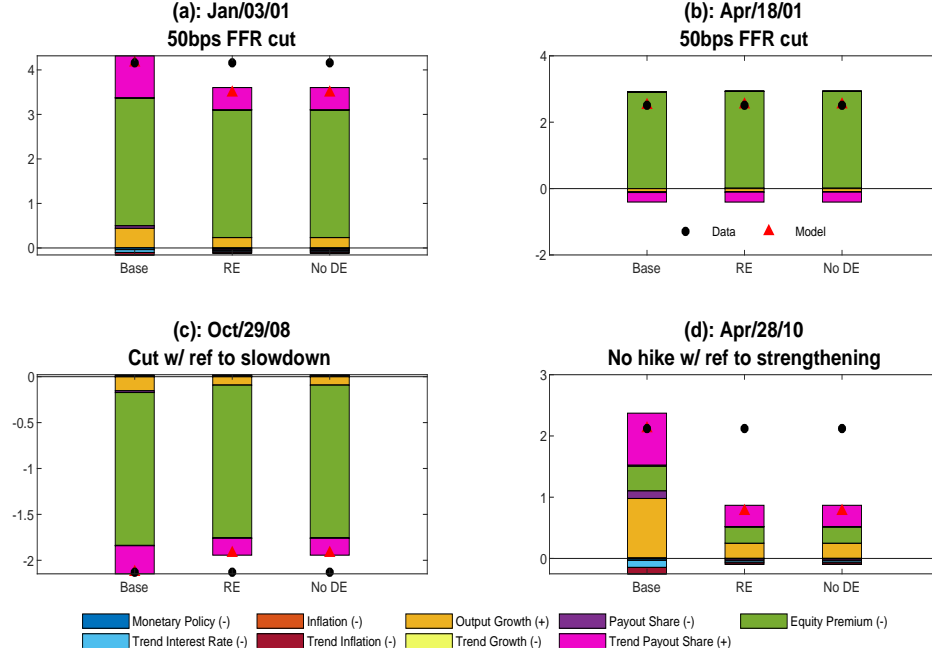 (a): Jan/03/01
50bps FFR cut
4
3
2
1
0
Base
RE
No DE
(b): Apr/18/01
50bps FFR cut
4
2
0
-2
Data
Model
Base
RE
No DE
(c): Oct/29/08
Cut w/ ref to slowdown
0
-0.5
-1
-1.5
-2
Base
RE
No DE
(d): Apr/28/10
No hike w/ ref to strengthening
3
2
1
0
Base
RE
No DE
Monetary Policy (-)
Inflation (-)
Output Growth (+)
Payout Share (-)
Equity Premium (-)
Trend Interest Rate (-)
Trend Inflation (-)
Trend Growth (-)
Trend Payout Share (+)